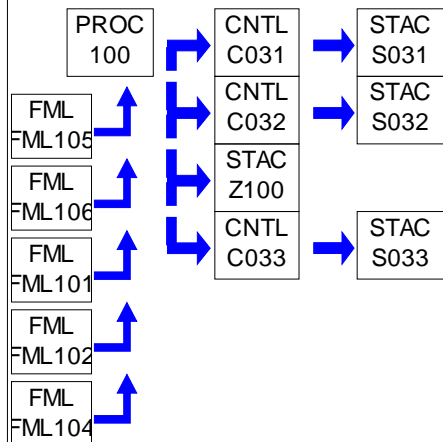 PROC
100
CNTL
C031
STAC
S031
FML
FML105
CNTL
C032
STAC
S032
FML
FML106
STAC
Z100
FML
FML101
CNTL
C033
STAC
S033
FML
FML102
FML
FML104